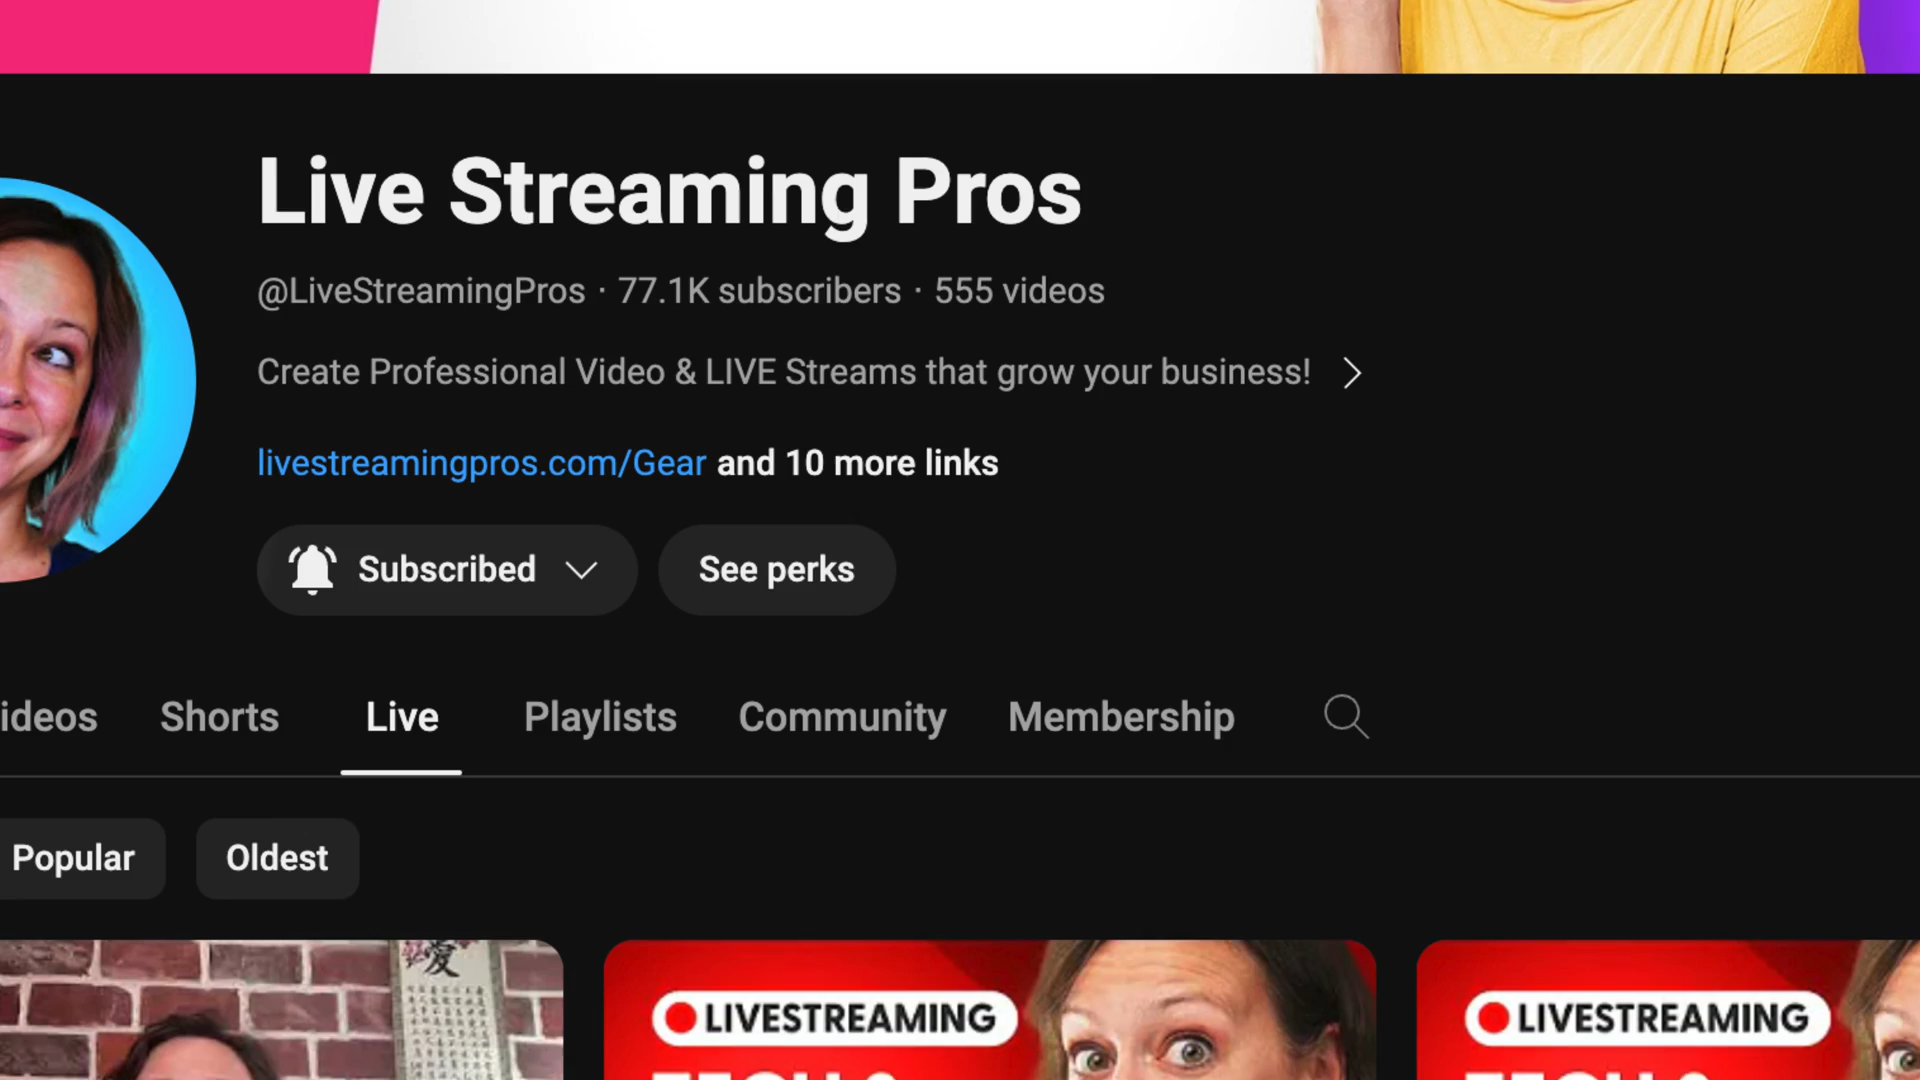 Live Streaming Pros
@LiveStreamingPros · 77.1K subscribers · 555 videos
Create Professional Video & LIVE Streams that grow your business!
livestreamingpros.com/Gear and 10 more links
Subscribed See perks
ideos Shorts Live Playlists Community Membership
Popular Oldest
愛
LIVESTREAMING LIVESTREAMING